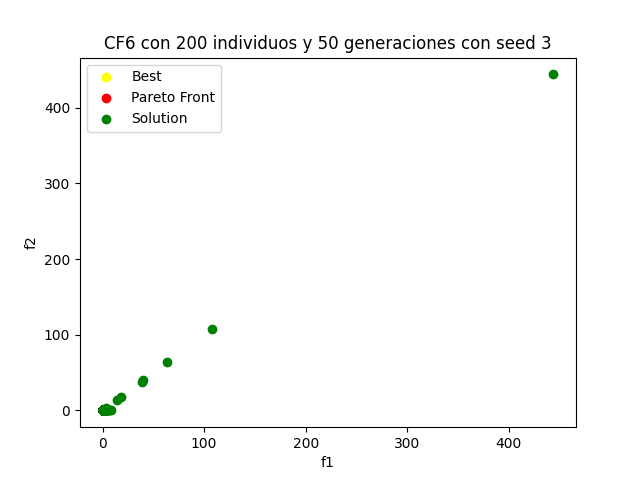 CF6 con 200 individuos y 50 generaciones con seed 3
Best
Pareto Front
Solution
400
300
200
100
0
f2
0 100 200 300 400
f1